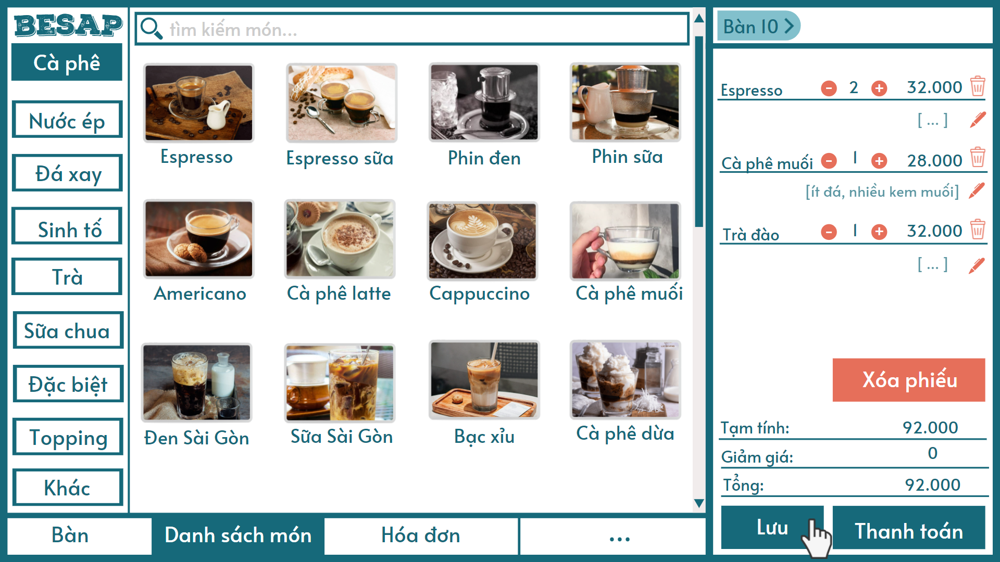 BESAP
Cà phê
Nước ép
Đá xay
Sinh tố
Trà
Sữa chua
Đặc biệt
Topping
Khác
tìm kiếm món...
Espresso
Espresso sữa
Phin đen
Phin sữa
Americano
Cà phê latte
Cappuccino
Cà phê muối
Đen Sài Gòn
Sữa Sài Gòn
Bạc xỉu
Cà phê dừa
Bàn
Danh sách món
Hóa đơn
...
Bàn 10
Espresso - 2 + 32.000
[ ... ]
Cà phê muối - 1 + 28.000
[ít đá, nhiều kem muối]
Trà đào - 1 + 32.000
[ ... ]
Xóa phiếu
Tạm tính: 92.000
Giảm giá: 0
Tổng: 92.000
Lưu
Thanh toán